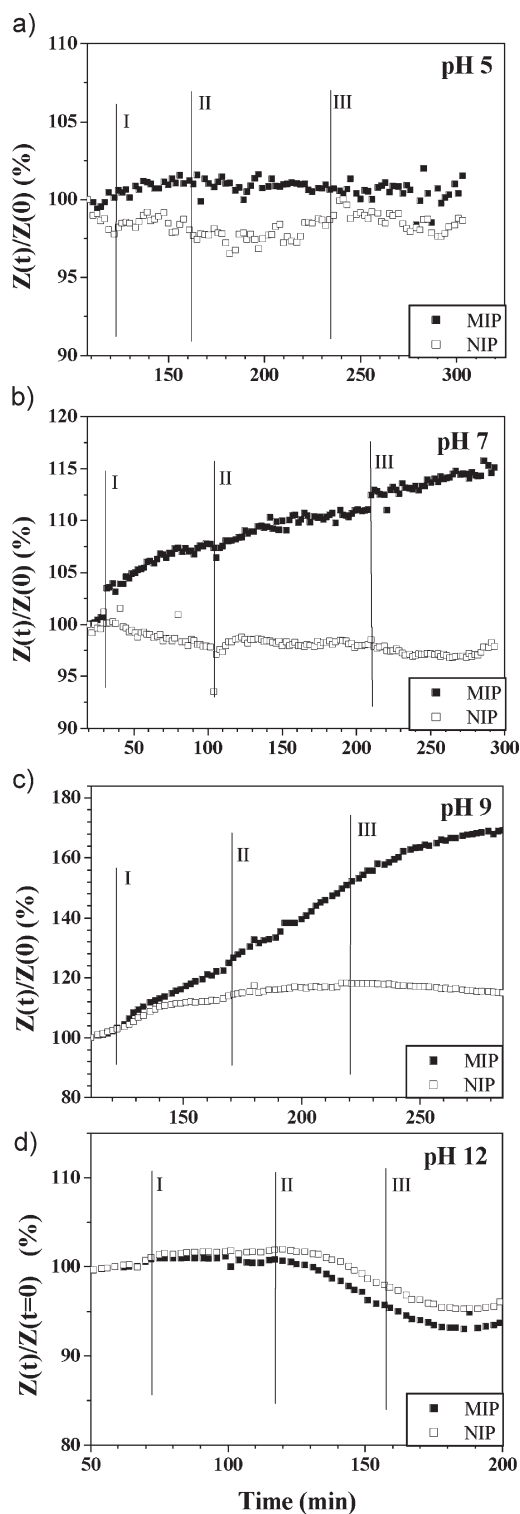 a)
110
105
100
95
90
Z(t)/Z(0) (%)
pH 5
I
II
III
MIP
NIP
150 200 250 300
b)
120
115
110
105
100
95
90
Z(t)/Z(0) (%)
pH 7
I
II
III
MIP
NIP
50 100 150 200 250 300
c)
180
160
140
120
100
80
Z(t)/Z(0) (%)
pH 9
I
II
III
MIP
NIP
150 200 250
d)
110
100
90
80
Z(t)/Z(t=0) (%)
pH 12
I
II
III
MIP
NIP
50 100 150 200
Time (min)